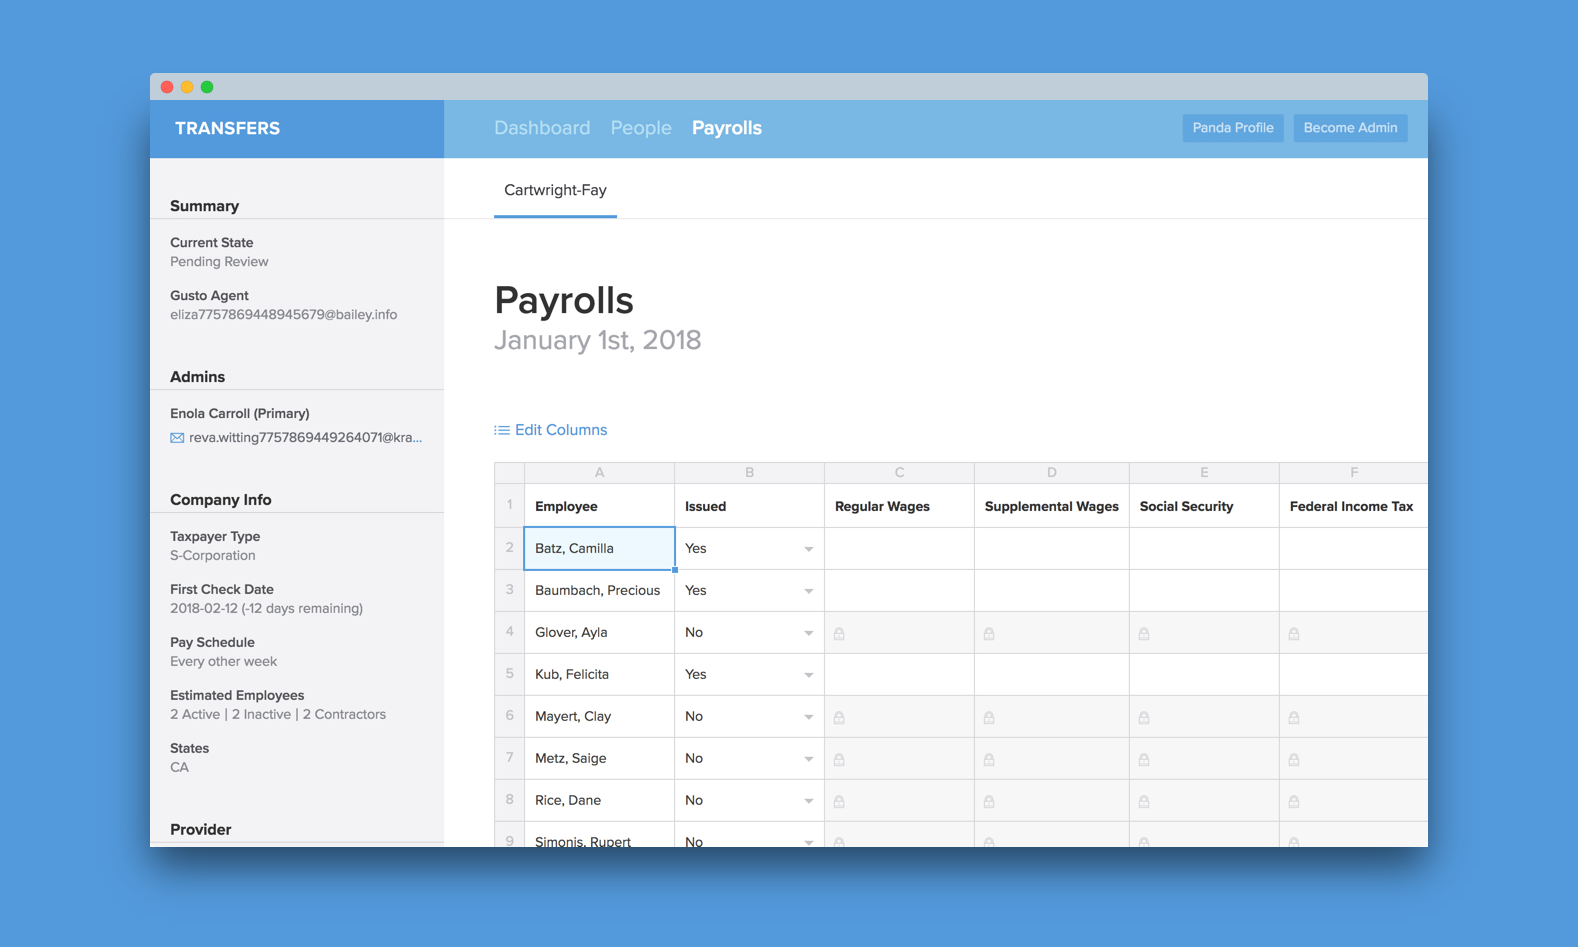 TRANSFERS
Dashboard People Payrolls
Panda Profile Become Admin
Summary
Current State
Pending Review
Gusto Agent
eliza7757869448945679@bailey.info
Admins
Enola Carroll (Primary)
reva.witting7757869449264071@kra...
Company Info
Taxpayer Type
S-Corporation
First Check Date
2018-02-12 (-12 days remaining)
Pay Schedule
Every other week
Estimated Employees
2 Active | 2 Inactive | 2 Contractors
States
CA
Provider
Cartwright-Fay
Payrolls
January 1st, 2018
Edit Columns
A B C D E F
1 Employee Issued Regular Wages Supplemental Wages Social Security Federal Income Tax
2 Batz, Camilla Yes
3 Baumbach, Precious Yes
4 Glover, Ayla No
5 Kub, Felicita Yes
6 Mayert, Clay No
7 Metz, Saige No
8 Rice, Dane No
9 Simonis, Rupert No